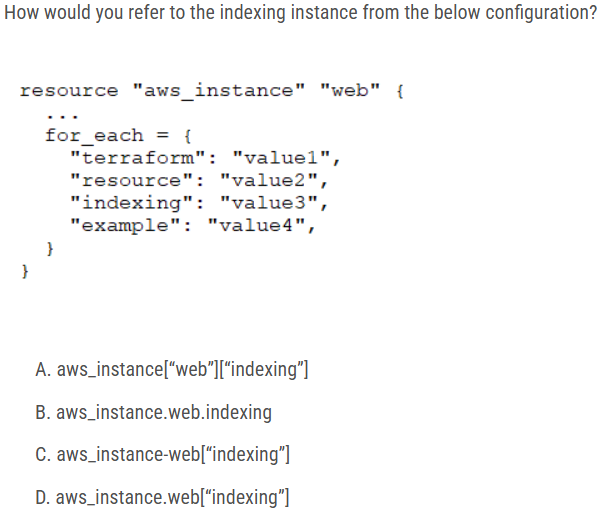 How would you refer to the indexing instance from the below configuration?
resource "aws_instance" "web" {
...
for_each = {
"terraform": "value1",
"resource": "value2",
"indexing": "value3",
"example": "value4",
}
}
A. aws_instance[“web”][“indexing”]
B. aws_instance.web.indexing
C. aws_instance-web[“indexing”]
D. aws_instance.web[“indexing”]